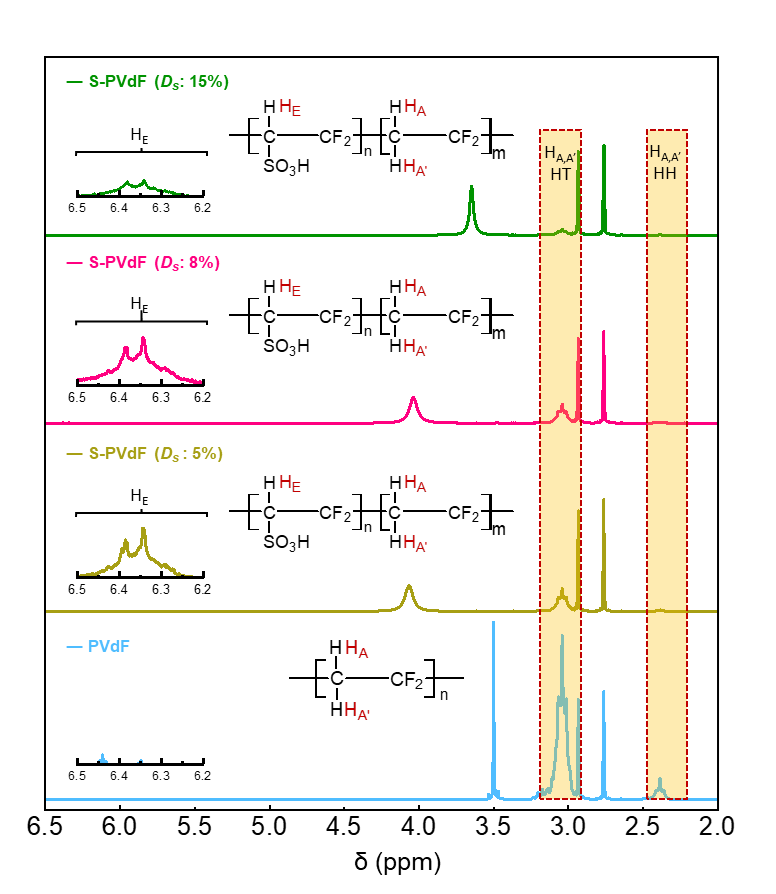 — S-PVdF (Ds: 15%)
H HE H HA
HE
C CF2 n C CF2 m
SO3H HHA'
6.5 6.4 6.3 6.2
HA,A' HT
HA,A' HH
— S-PVdF (Ds: 8%)
H HE H HA
HE
C CF2 n C CF2 m
SO3H HHA'
6.5 6.4 6.3 6.2
— S-PVdF (Ds : 5%)
H HE H HA
HE
C CF2 n C CF2 m
SO3H HHA'
6.5 6.4 6.3 6.2
— PVdF
H HA
C CF2 n
HHA'
6.5 6.4 6.3 6.2
6.5 6.0 5.5 5.0 4.5 4.0 3.5 3.0 2.5 2.0
δ (ppm)